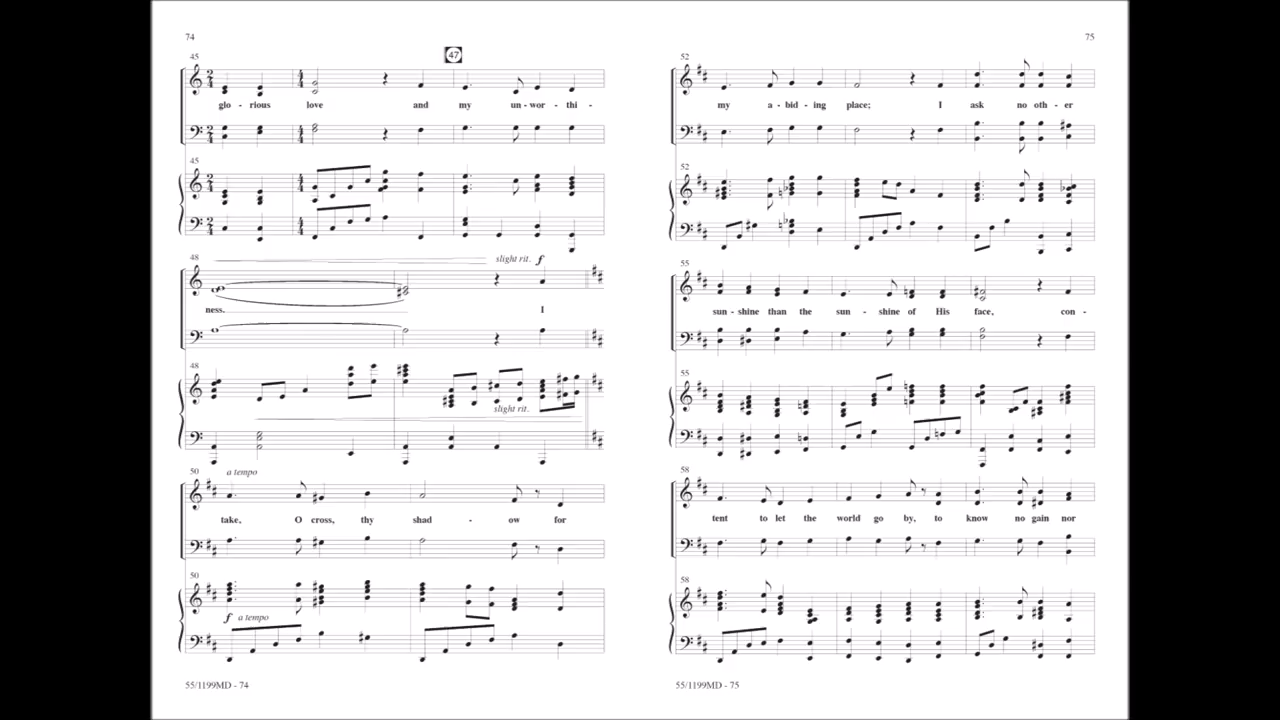 74
45
47
glo - rious love and my un - wor - thi -
45
48
slight rit. f
ness. I
48
slight rit.
50
a tempo
take, O cross, thy shad - ow for
50
f a tempo
55/1199MD - 74
75
52
my a - bid - ing place; I ask no oth - er
52
55
sun - shine than the sun - shine of His face, con -
55
58
tent to let the world go by, to know no gain nor
58
55/1199MD - 75